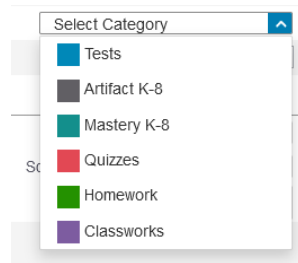 Select Category
Tests
Artifact K-8
Mastery K-8
Quizzes
Homework
Classworks